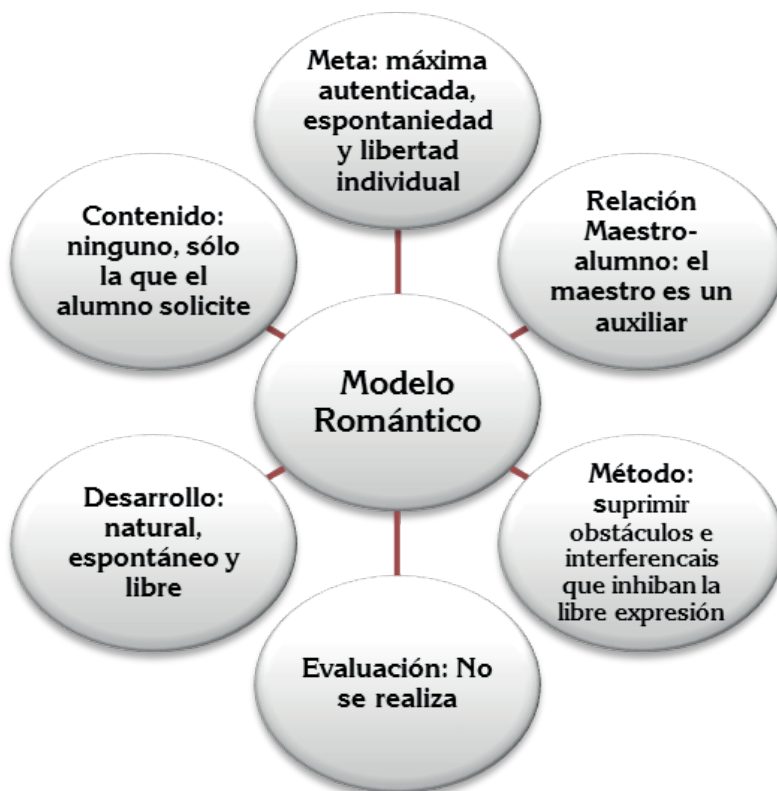 Meta: máxima
autenticada,
espontaniedad
y libertad
individual
Relación
Maestro-
alumno: el
maestro es un
auxiliar
Método:
suprimir
obstáculos e
interferencais
que inhiban la
libre expresión
Evaluación: No
se realiza
Desarrollo:
natural,
espontáneo y
libre
Contenido:
ninguno, sólo
la que el
alumno solicite
Modelo
Romántico